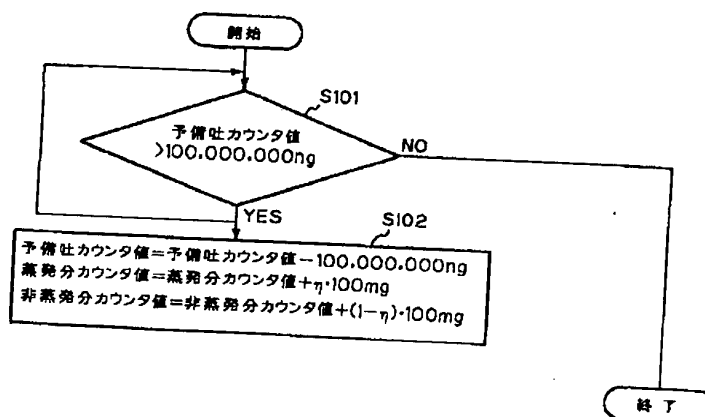 開始
S101
予備吐カウンタ値
>100.000.000ng
NO
YES
S102
予備吐カウンタ値=予備吐カウンタ値-100.000.000ng
蒸発分カウンタ値=蒸発分カウンタ値+η·100mg
非蒸発分カウンタ値=非蒸発分カウンタ値+(1-η)·100mg
終了